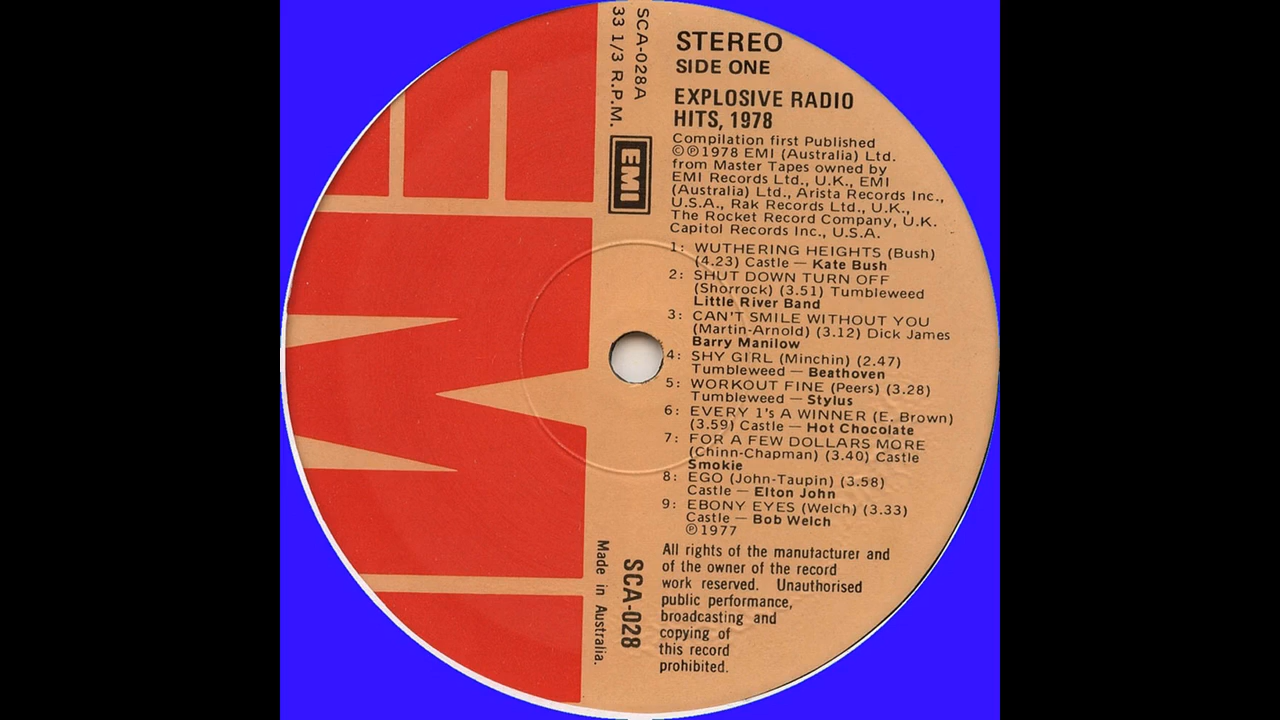 SCA-028A
33 1/3 R.P.M.
EMI
STEREO
SIDE ONE
EXPLOSIVE RADIO
HITS, 1978
Compilation first Published
©℗1978 EMI (Australia) Ltd.
from Master Tapes owned by
EMI Records Ltd., U.K., EMI
(Australia) Ltd., Arista Records Inc.,
U.S.A., Rak Records Ltd., U.K.,
The Rocket Record Company, U.K.
Capitol Records Inc., U.S.A.
1: WUTHERING HEIGHTS (Bush)
(4.23) Castle — Kate Bush
2: SHUT DOWN TURN OFF
(Shorrock) (3.51) Tumbleweed
Little River Band
3: CAN'T SMILE WITHOUT YOU
(Martin-Arnold) (3.12) Dick James
Barry Manilow
4: SHY GIRL (Minchin) (2.47)
Tumbleweed — Beathoven
5: WORKOUT FINE (Peers) (3.28)
Tumbleweed — Stylus
6: EVERY 1's A WINNER (E. Brown)
(3.59) Castle — Hot Chocolate
7: FOR A FEW DOLLARS MORE
(Chinn-Chapman) (3.40) Castle
Smokie
8: EGO (John-Taupin) (3.58)
Castle — Elton John
9: EBONY EYES (Welch) (3.33)
Castle — Bob Welch
℗1977
All rights of the manufacturer and
of the owner of the record
work reserved. Unauthorised
public performance,
broadcasting and
copying of
this record
prohibited.
SCA-028
Made in Australia.